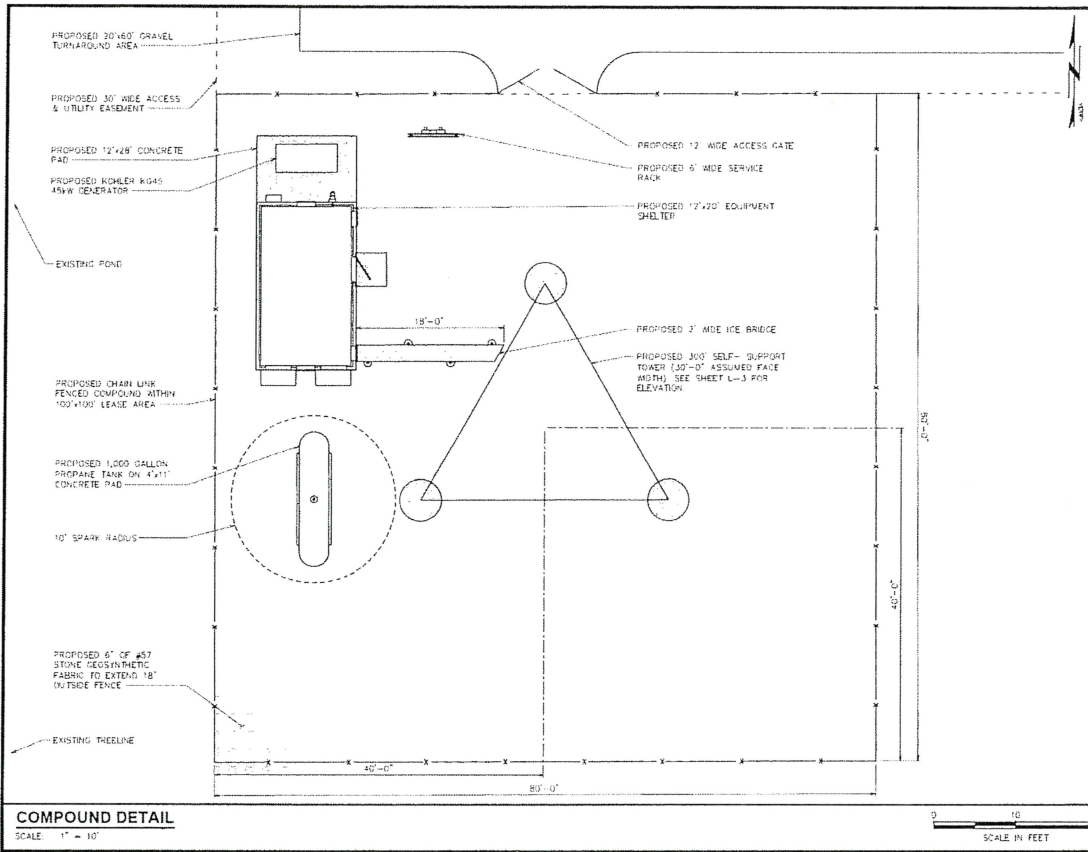 PROPOSED 20'x60' GRAVEL
TURNAROUND AREA
PROPOSED 30' WIDE ACCESS
& UTILITY EASEMENT
PROPOSED 12'x28' CONCRETE
PAD
PROPOSED KOHLER KG45
45kW GENERATOR
EXISTING POND
PROPOSED CHAIN LINK
FENCED COMPOUND WITHIN
100'x100' LEASE AREA
PROPOSED 1,000 GALLON
PROPANE TANK ON 4'x11'
CONCRETE PAD
10' SPARK RADIUS
PROPOSED 6" OF #57
STONE GEOSYNTHETIC
FABRIC TO EXTEND 18"
OUTSIDE FENCE
EXISTING TREELINE
PROPOSED 12' WIDE ACCESS GATE
PROPOSED 6' WIDE SERVICE
RACK
PROPOSED 12'x20' EQUIPMENT
SHELTER
18'-0"
PROPOSED 2' WIDE ICE BRIDGE
PROPOSED 300' SELF- SUPPORT
TOWER (30'-0" ASSUMED FACE
WIDTH) SEE SHEET L-3 FOR
ELEVATION.
80'-0"
40'-0"
40'-0"
80'-0"
COMPOUND DETAIL
SCALE: 1" = 10'
0 10
SCALE IN FEET